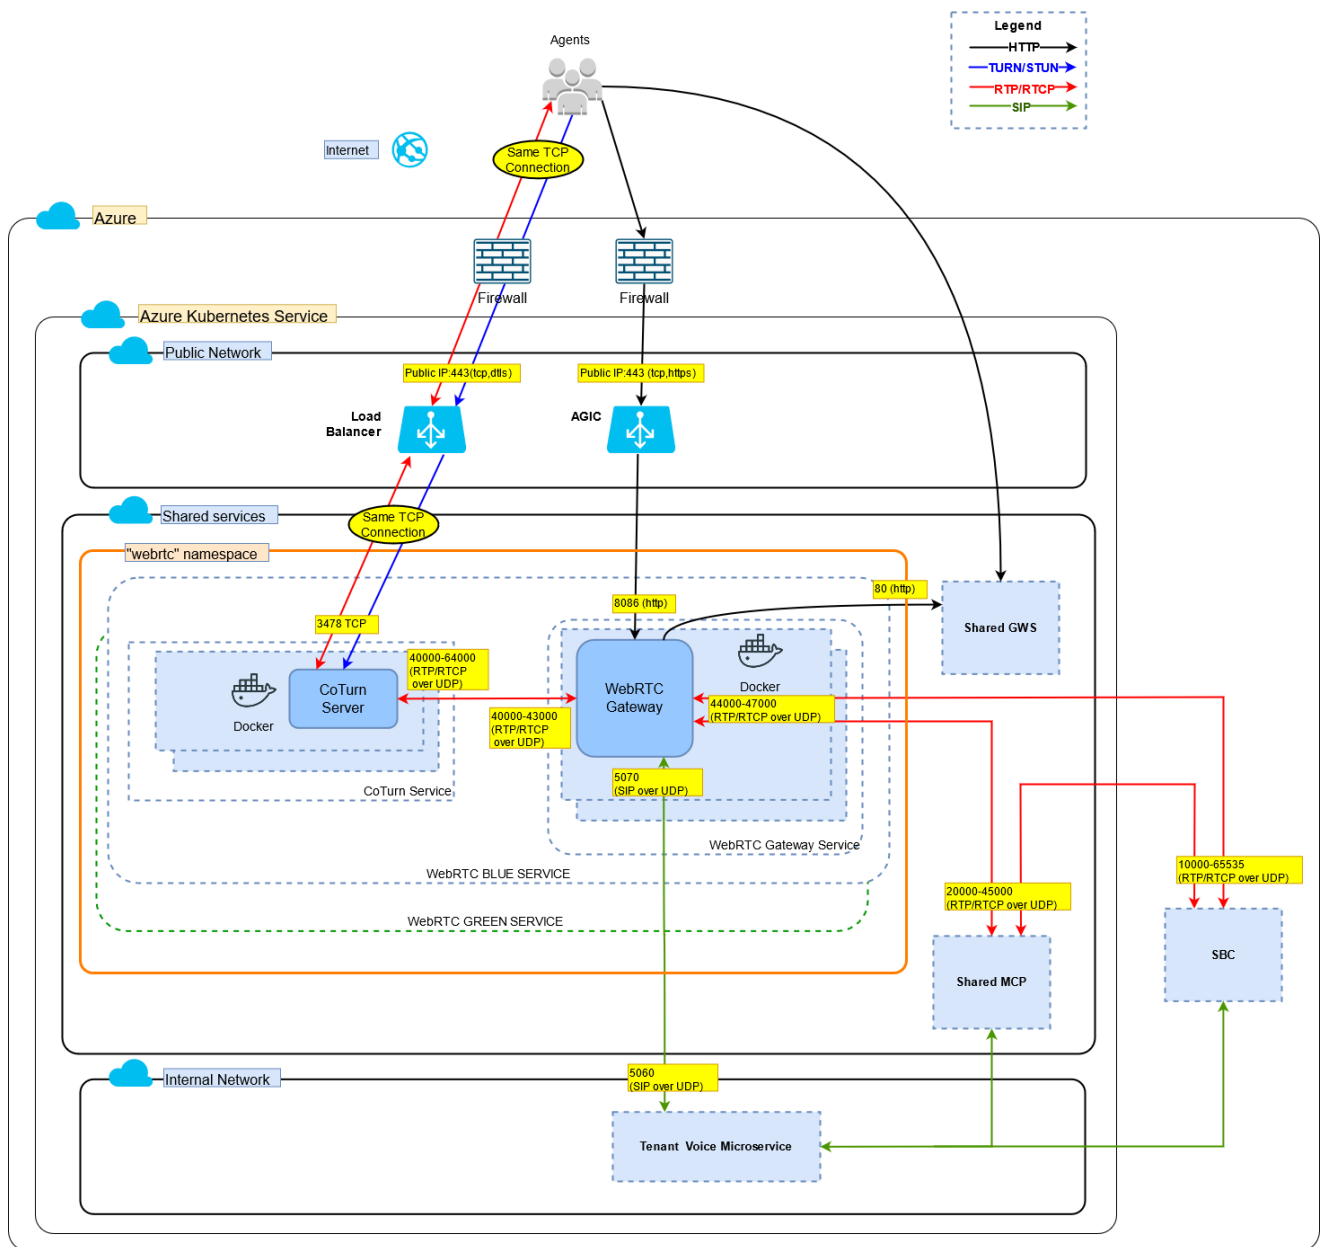 Legend
HTTP
TURN/STUN
RTP/RTCP
SIP
Agents
Same TCP
Connection
Internet
Azure
Firewall
Firewall
Azure Kubernetes Service
Public Network
Public IP:443(tcp,dtls)
Public IP:443 (tcp,https)
Load
Balancer
AGIC
Shared services
Same TCP
Connection
"webrtc" namespace
80 (http)
8086 (http)
3478 TCP
Shared GWS
40000-64000
(RTP/RTCP
over UDP)
CoTurn
Server
Docker
WebRTC
Gateway
Docker
44000-47000
(RTP/RTCP over UDP)
40000-43000
(RTP/RTCP
over UDP)
5070
(SIP over UDP)
CoTurn Service
WebRTC Gateway Service
WebRTC BLUE SERVICE
WebRTC GREEN SERVICE
10000-65535
(RTP/RTCP over UDP)
20000-45000
(RTP/RTCP over UDP)
SBC
Shared MCP
Internal Network
5060
(SIP over UDP)
Tenant Voice Microservice